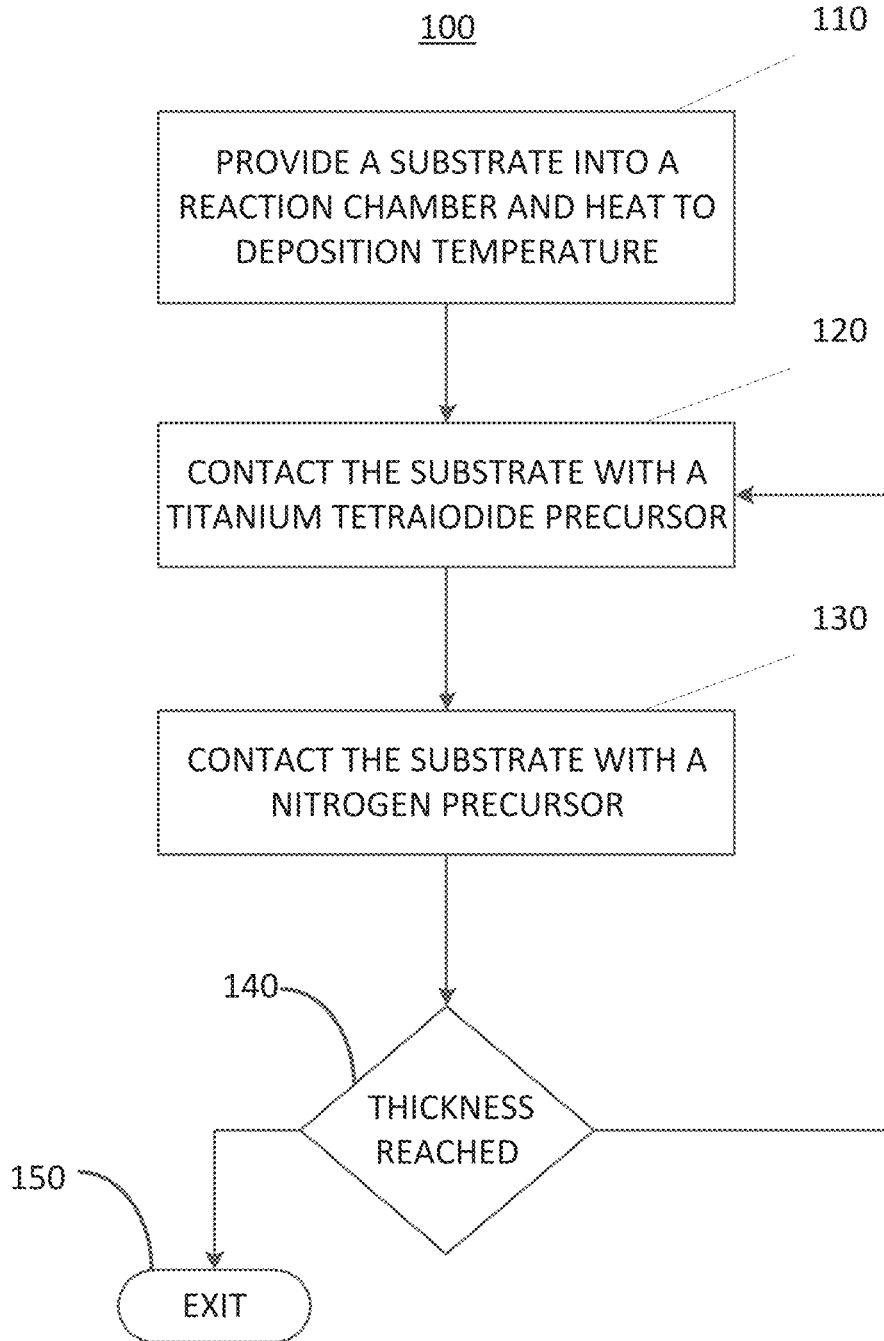 100
110
PROVIDE A SUBSTRATE INTO A
REACTION CHAMBER AND HEAT TO
DEPOSITION TEMPERATURE
120
CONTACT THE SUBSTRATE WITH A
TITANIUM TETRAIODIDE PRECURSOR
130
CONTACT THE SUBSTRATE WITH A
NITROGEN PRECURSOR
140
THICKNESS
REACHED
150
EXIT